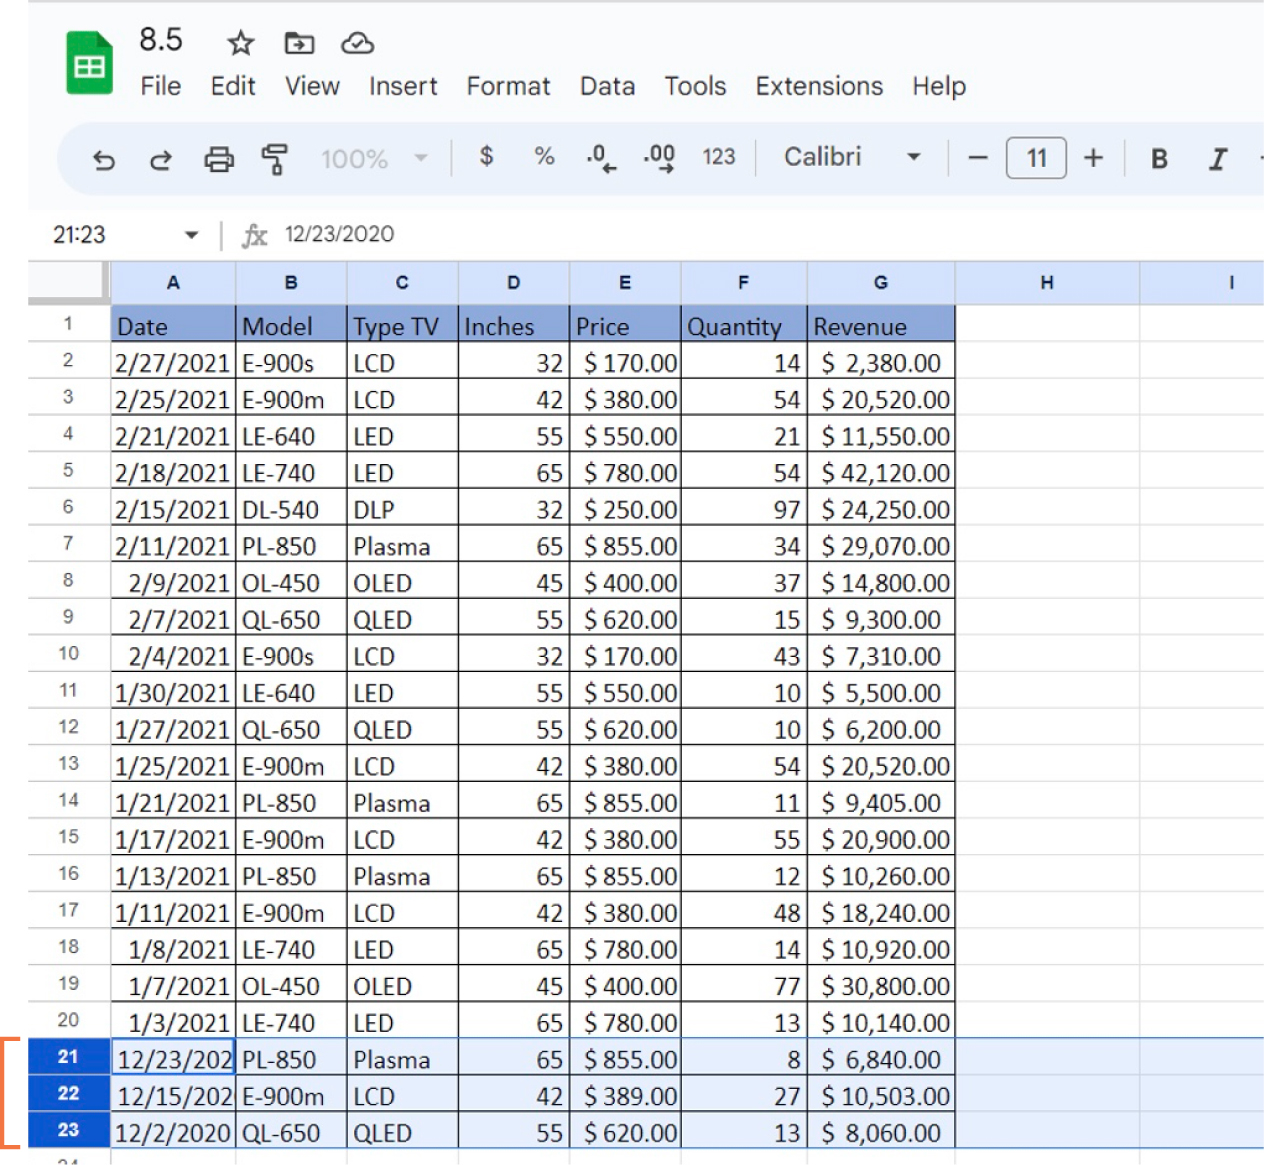 8.5
File Edit View Insert Format Data Tools Extensions Help
100% $ % .0 .00 123 Calibri 11 B I
21:23 fx 12/23/2020
A B C D E F G H I
1 Date Model Type TV Inches Price Quantity Revenue
2 2/27/2021 E-900s LCD 32 $ 170.00 14 $ 2,380.00
3 2/25/2021 E-900m LCD 42 $ 380.00 54 $ 20,520.00
4 2/21/2021 LE-640 LED 55 $ 550.00 21 $ 11,550.00
5 2/18/2021 LE-740 LED 65 $ 780.00 54 $ 42,120.00
6 2/15/2021 DL-540 DLP 32 $ 250.00 97 $ 24,250.00
7 2/11/2021 PL-850 Plasma 65 $ 855.00 34 $ 29,070.00
8 2/9/2021 OL-450 OLED 45 $ 400.00 37 $ 14,800.00
9 2/7/2021 QL-650 QLED 55 $ 620.00 15 $ 9,300.00
10 2/4/2021 E-900s LCD 32 $ 170.00 43 $ 7,310.00
11 1/30/2021 LE-640 LED 55 $ 550.00 10 $ 5,500.00
12 1/27/2021 QL-650 QLED 55 $ 620.00 10 $ 6,200.00
13 1/25/2021 E-900m LCD 42 $ 380.00 54 $ 20,520.00
14 1/21/2021 PL-850 Plasma 65 $ 855.00 11 $ 9,405.00
15 1/17/2021 E-900m LCD 42 $ 380.00 55 $ 20,900.00
16 1/13/2021 PL-850 Plasma 65 $ 855.00 12 $ 10,260.00
17 1/11/2021 E-900m LCD 42 $ 380.00 48 $ 18,240.00
18 1/8/2021 LE-740 LED 65 $ 780.00 14 $ 10,920.00
19 1/7/2021 OL-450 OLED 45 $ 400.00 77 $ 30,800.00
20 1/3/2021 LE-740 LED 65 $ 780.00 13 $ 10,140.00
21 12/23/202 PL-850 Plasma 65 $ 855.00 8 $ 6,840.00
22 12/15/202 E-900m LCD 42 $ 389.00 27 $ 10,503.00
23 12/2/2020 QL-650 QLED 55 $ 620.00 13 $ 8,060.00